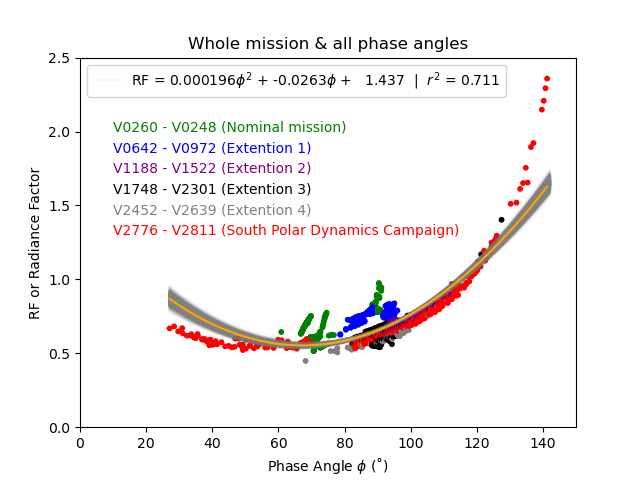 Whole mission & all phase angles
RF = 0.000196ϕ² + -0.0263ϕ + 1.437 | r² = 0.711
V0260 - V0248 (Nominal mission)
V0642 - V0972 (Extention 1)
V1188 - V1522 (Extention 2)
V1748 - V2301 (Extention 3)
V2452 - V2639 (Extention 4)
V2776 - V2811 (South Polar Dynamics Campaign)
RF or Radiance Factor
2.5
2.0
1.5
1.0
0.5
0.0
0 20 40 60 80 100 120 140
Phase Angle ϕ (˚)